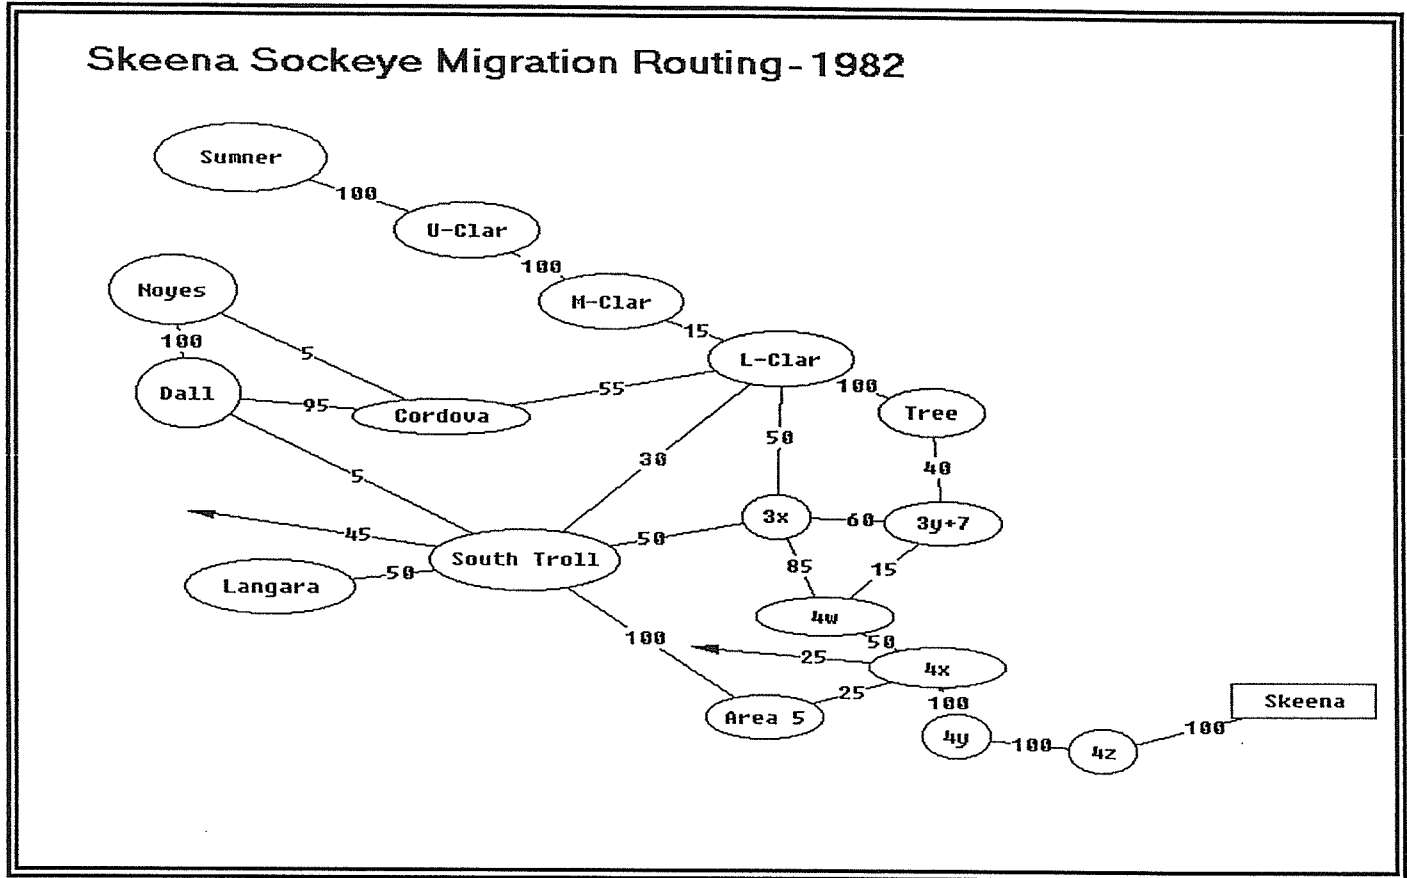 Skeena Sockeye Migration Routing-1982
Sumner
100
U-Clar
100
Noyes
M-Clar
100
5
15
L-Clar
Dall
95
Cordova
55
100
Tree
50
30
40
5
45
South Troll
50
3x
60
3y+7
Langara
50
85
15
4w
100
50
25
4x
25
100
Area 5
Skeena
4y
100
4z
100